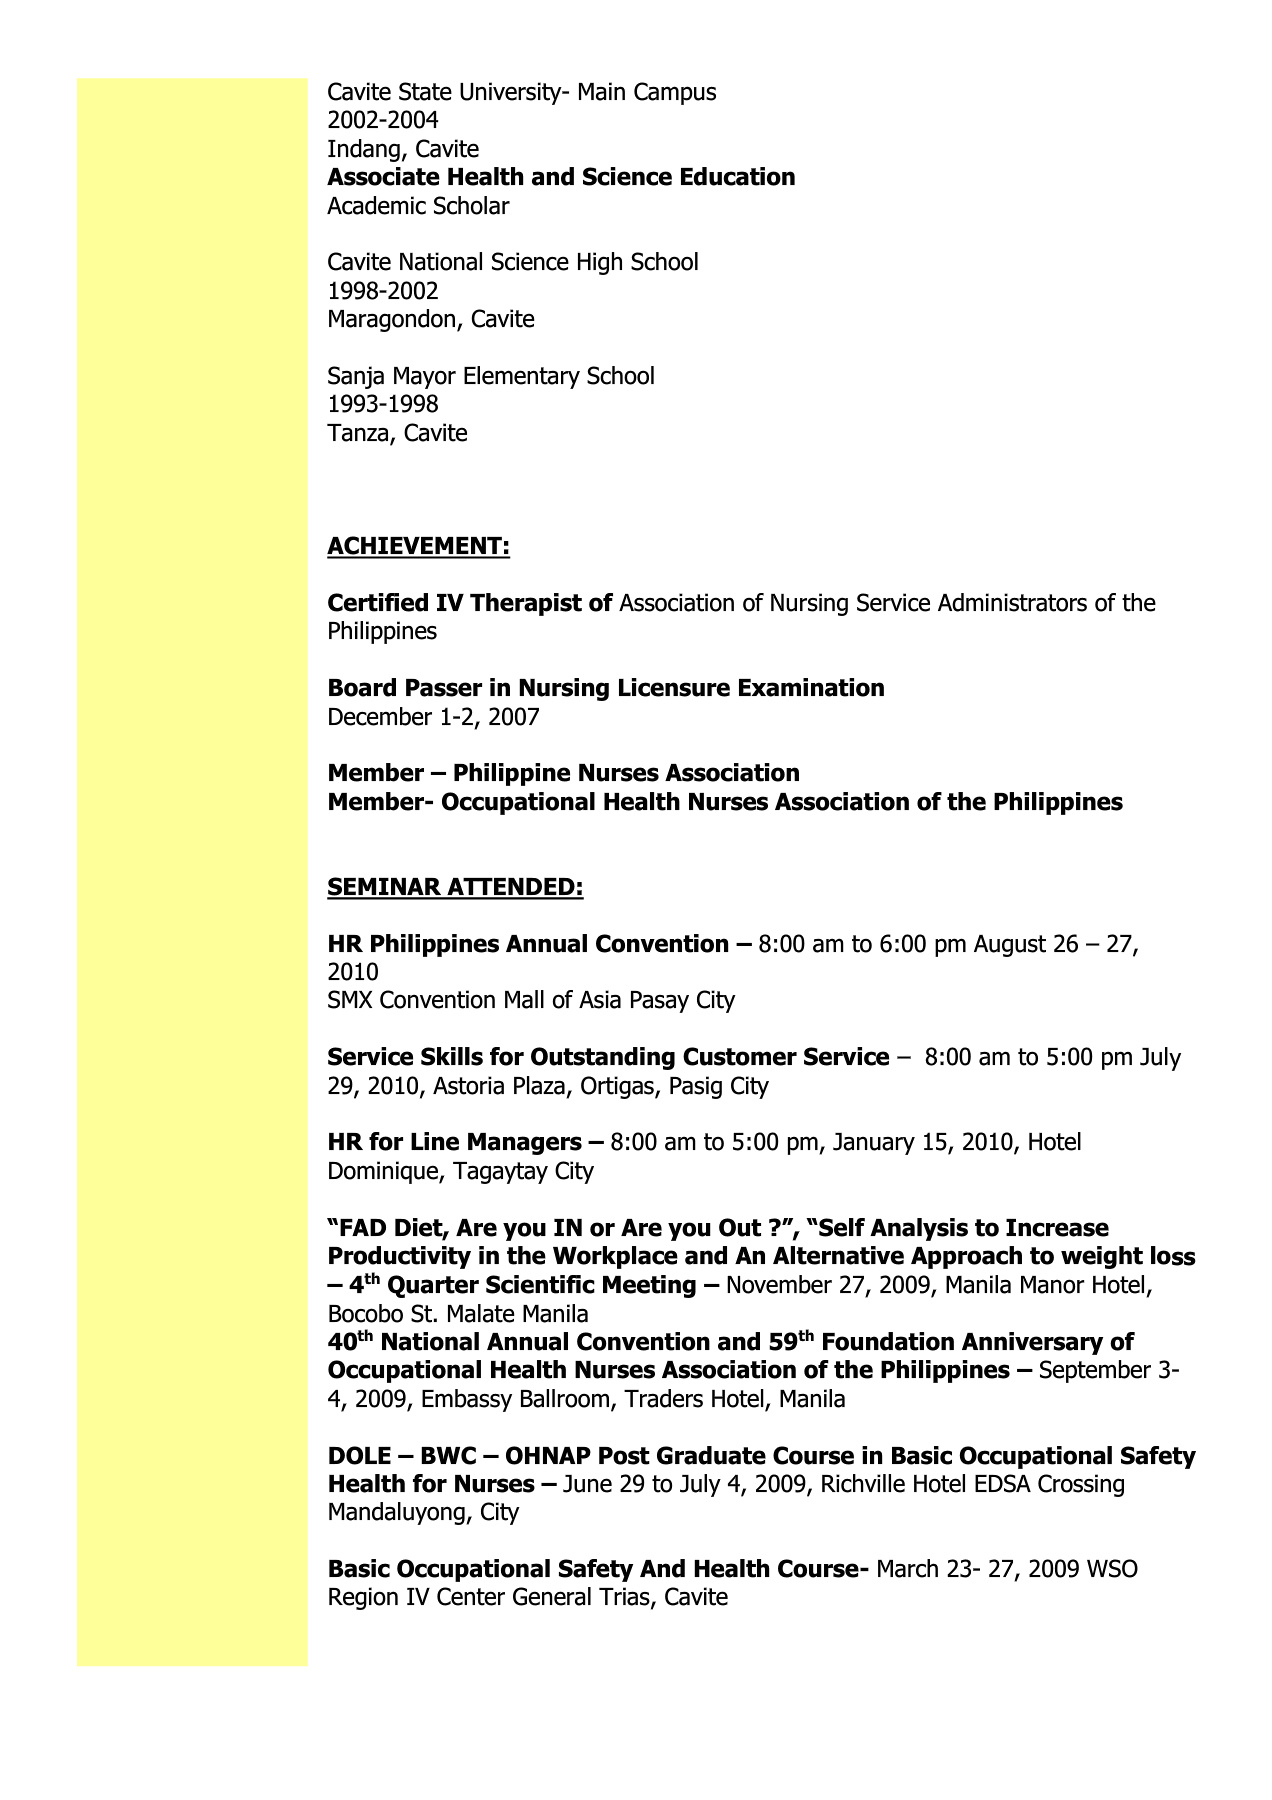 Cavite State University- Main Campus
2002-2004
Indang, Cavite
Associate Health and Science Education
Academic Scholar
Cavite National Science High School
1998-2002
Maragondon, Cavite
Sanja Mayor Elementary School
1993-1998
Tanza, Cavite
ACHIEVEMENT:
Certified IV Therapist of Association of Nursing Service Administrators of the
Philippines
Board Passer in Nursing Licensure Examination
December 1-2, 2007
Member – Philippine Nurses Association
Member- Occupational Health Nurses Association of the Philippines
SEMINAR ATTENDED:
HR Philippines Annual Convention – 8:00 am to 6:00 pm August 26 – 27,
2010
SMX Convention Mall of Asia Pasay City
Service Skills for Outstanding Customer Service –  8:00 am to 5:00 pm July
29, 2010, Astoria Plaza, Ortigas, Pasig City
HR for Line Managers – 8:00 am to 5:00 pm, January 15, 2010, Hotel
Dominique, Tagaytay City
“FAD Diet, Are you IN or Are you Out ?”, “Self Analysis to Increase
Productivity in the Workplace and An Alternative Approach to weight loss
– 4th Quarter Scientific Meeting – November 27, 2009, Manila Manor Hotel,
Bocobo St. Malate Manila
40th National Annual Convention and 59th Foundation Anniversary of
Occupational Health Nurses Association of the Philippines – September 3-
4, 2009, Embassy Ballroom, Traders Hotel, Manila
DOLE – BWC – OHNAP Post Graduate Course in Basic Occupational Safety
Health for Nurses – June 29 to July 4, 2009, Richville Hotel EDSA Crossing
Mandaluyong, City
Basic Occupational Safety And Health Course- March 23- 27, 2009 WSO
Region IV Center General Trias, Cavite